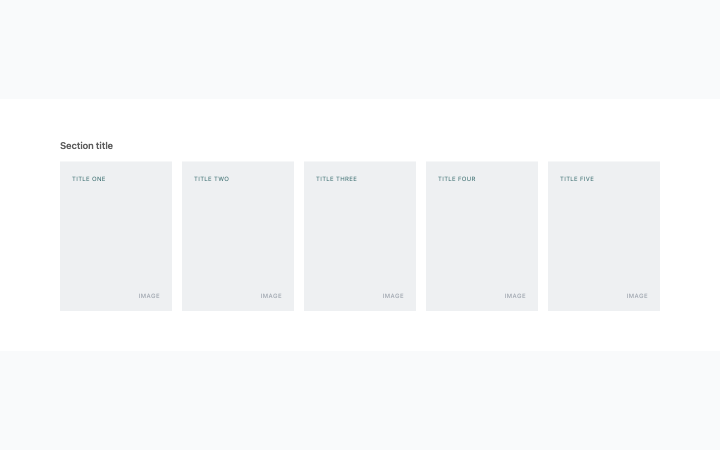 Section title
TITLE ONE
TITLE TWO
TITLE THREE
TITLE FOUR
TITLE FIVE
IMAGE
IMAGE
IMAGE
IMAGE
IMAGE